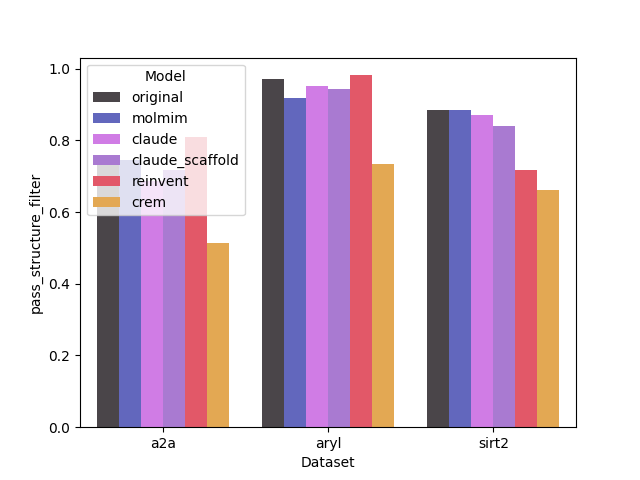 1.0
0.8
0.6
0.4
0.2
0.0
pass_structure_filter
Model
original
molmim
claude
claude_scaffold
reinvent
crem
a2a
aryl
sirt2
Dataset